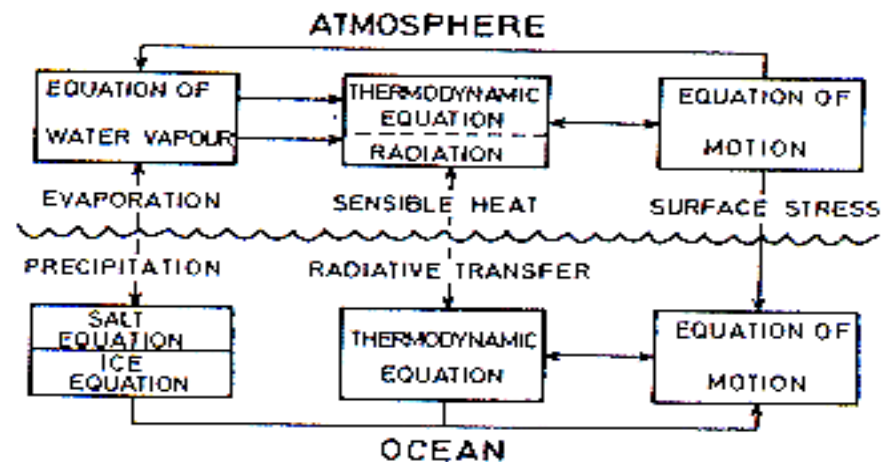 ATMOSPHERE
EQUATION OF
WATER VAPOUR
THERMODYNAMIC
EQUATION
RADIATION
EQUATION OF
MOTION
EVAPORATION
SENSIBLE HEAT
SURFACE STRESS
PRECIPITATION
RADIATIVE TRANSFER
SALT
EQUATION
ICE
EQUATION
THERMODYNAMIC
EQUATION
EQUATION OF
MOTION
OCEAN